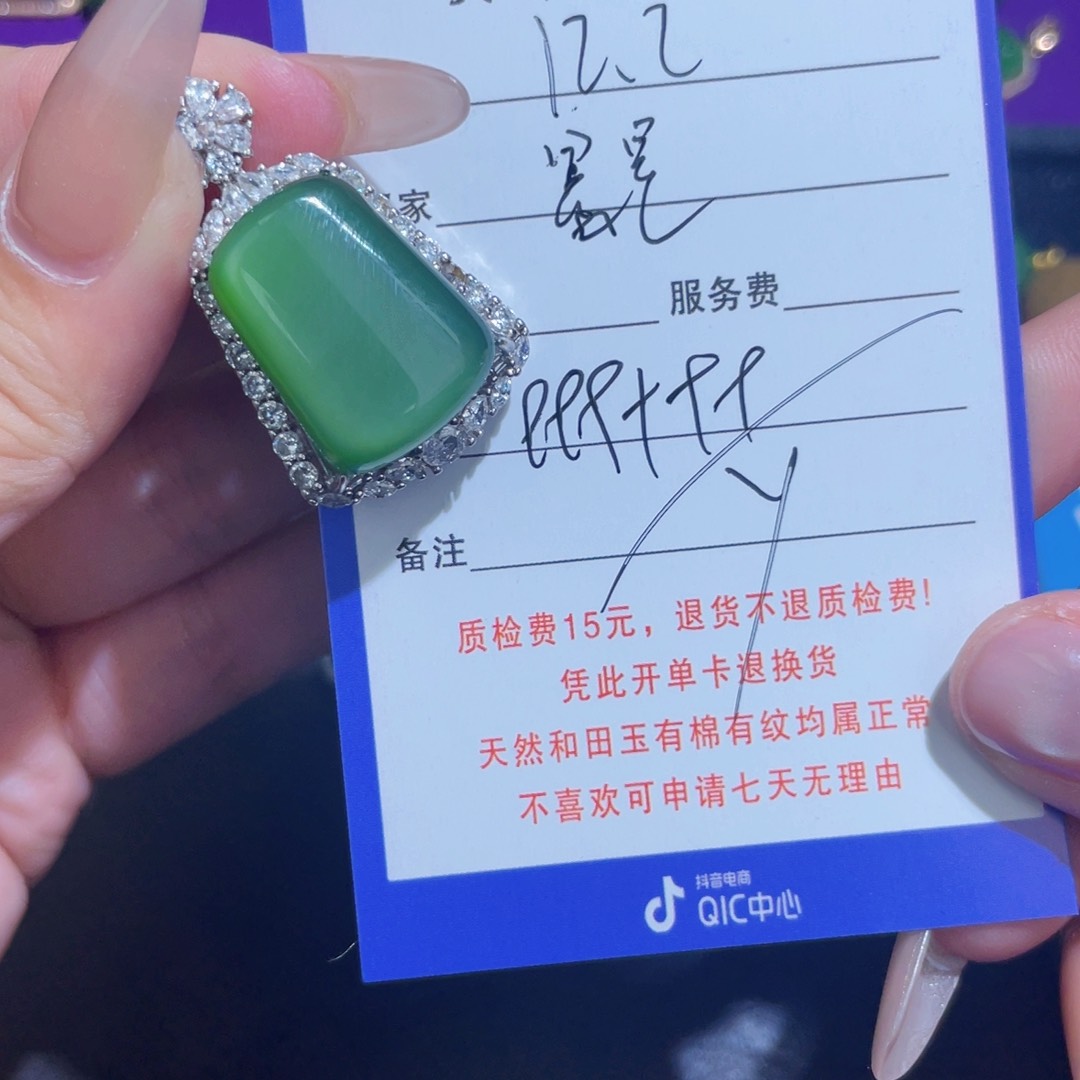 12.2
家
服务费
备注
质检费15元，退货不退质检费！
凭此开单卡退换货
天然和田玉有棉有纹均属正常
不喜欢可申请七天无理由
抖音电商
QIC中心